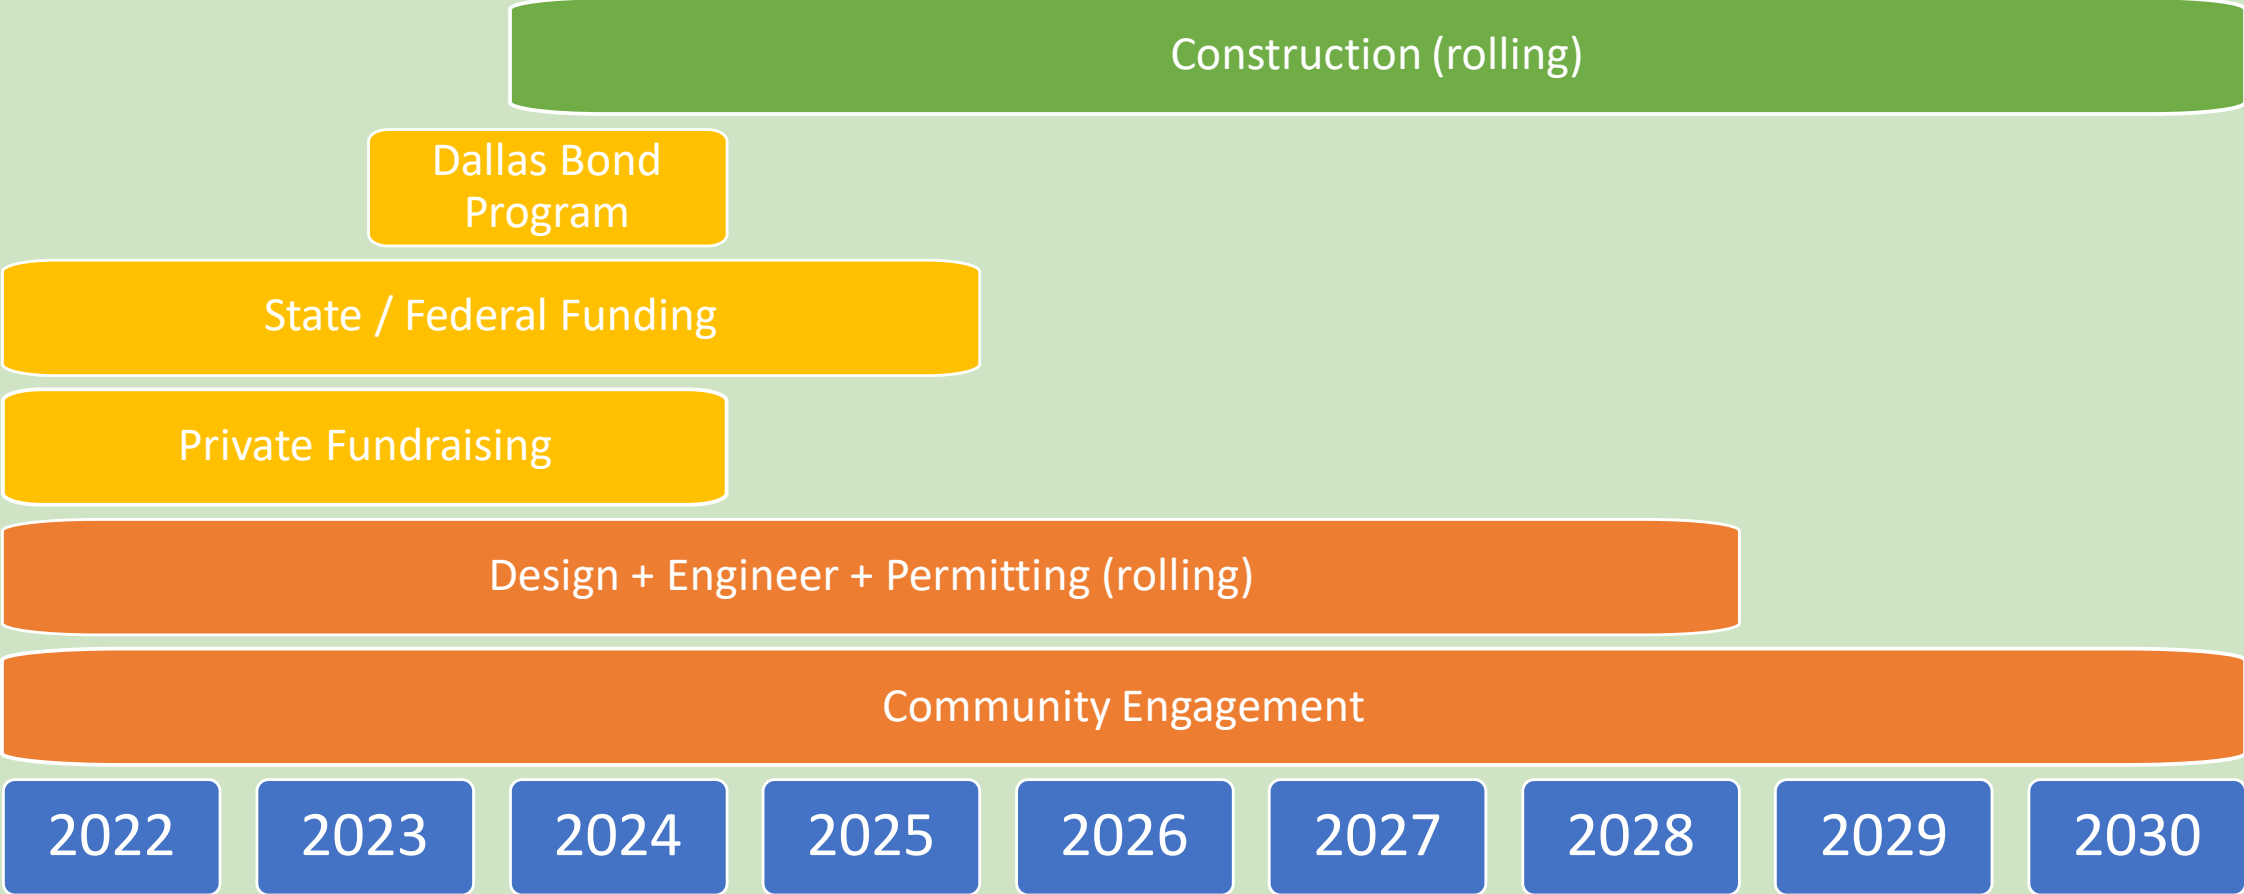 Construction (rolling)
Dallas Bond
Program
State / Federal Funding
Private Fundraising
Design + Engineer + Permitting (rolling)
Community Engagement
2022
2023
2024
2025
2026
2027
2028
2029
2030